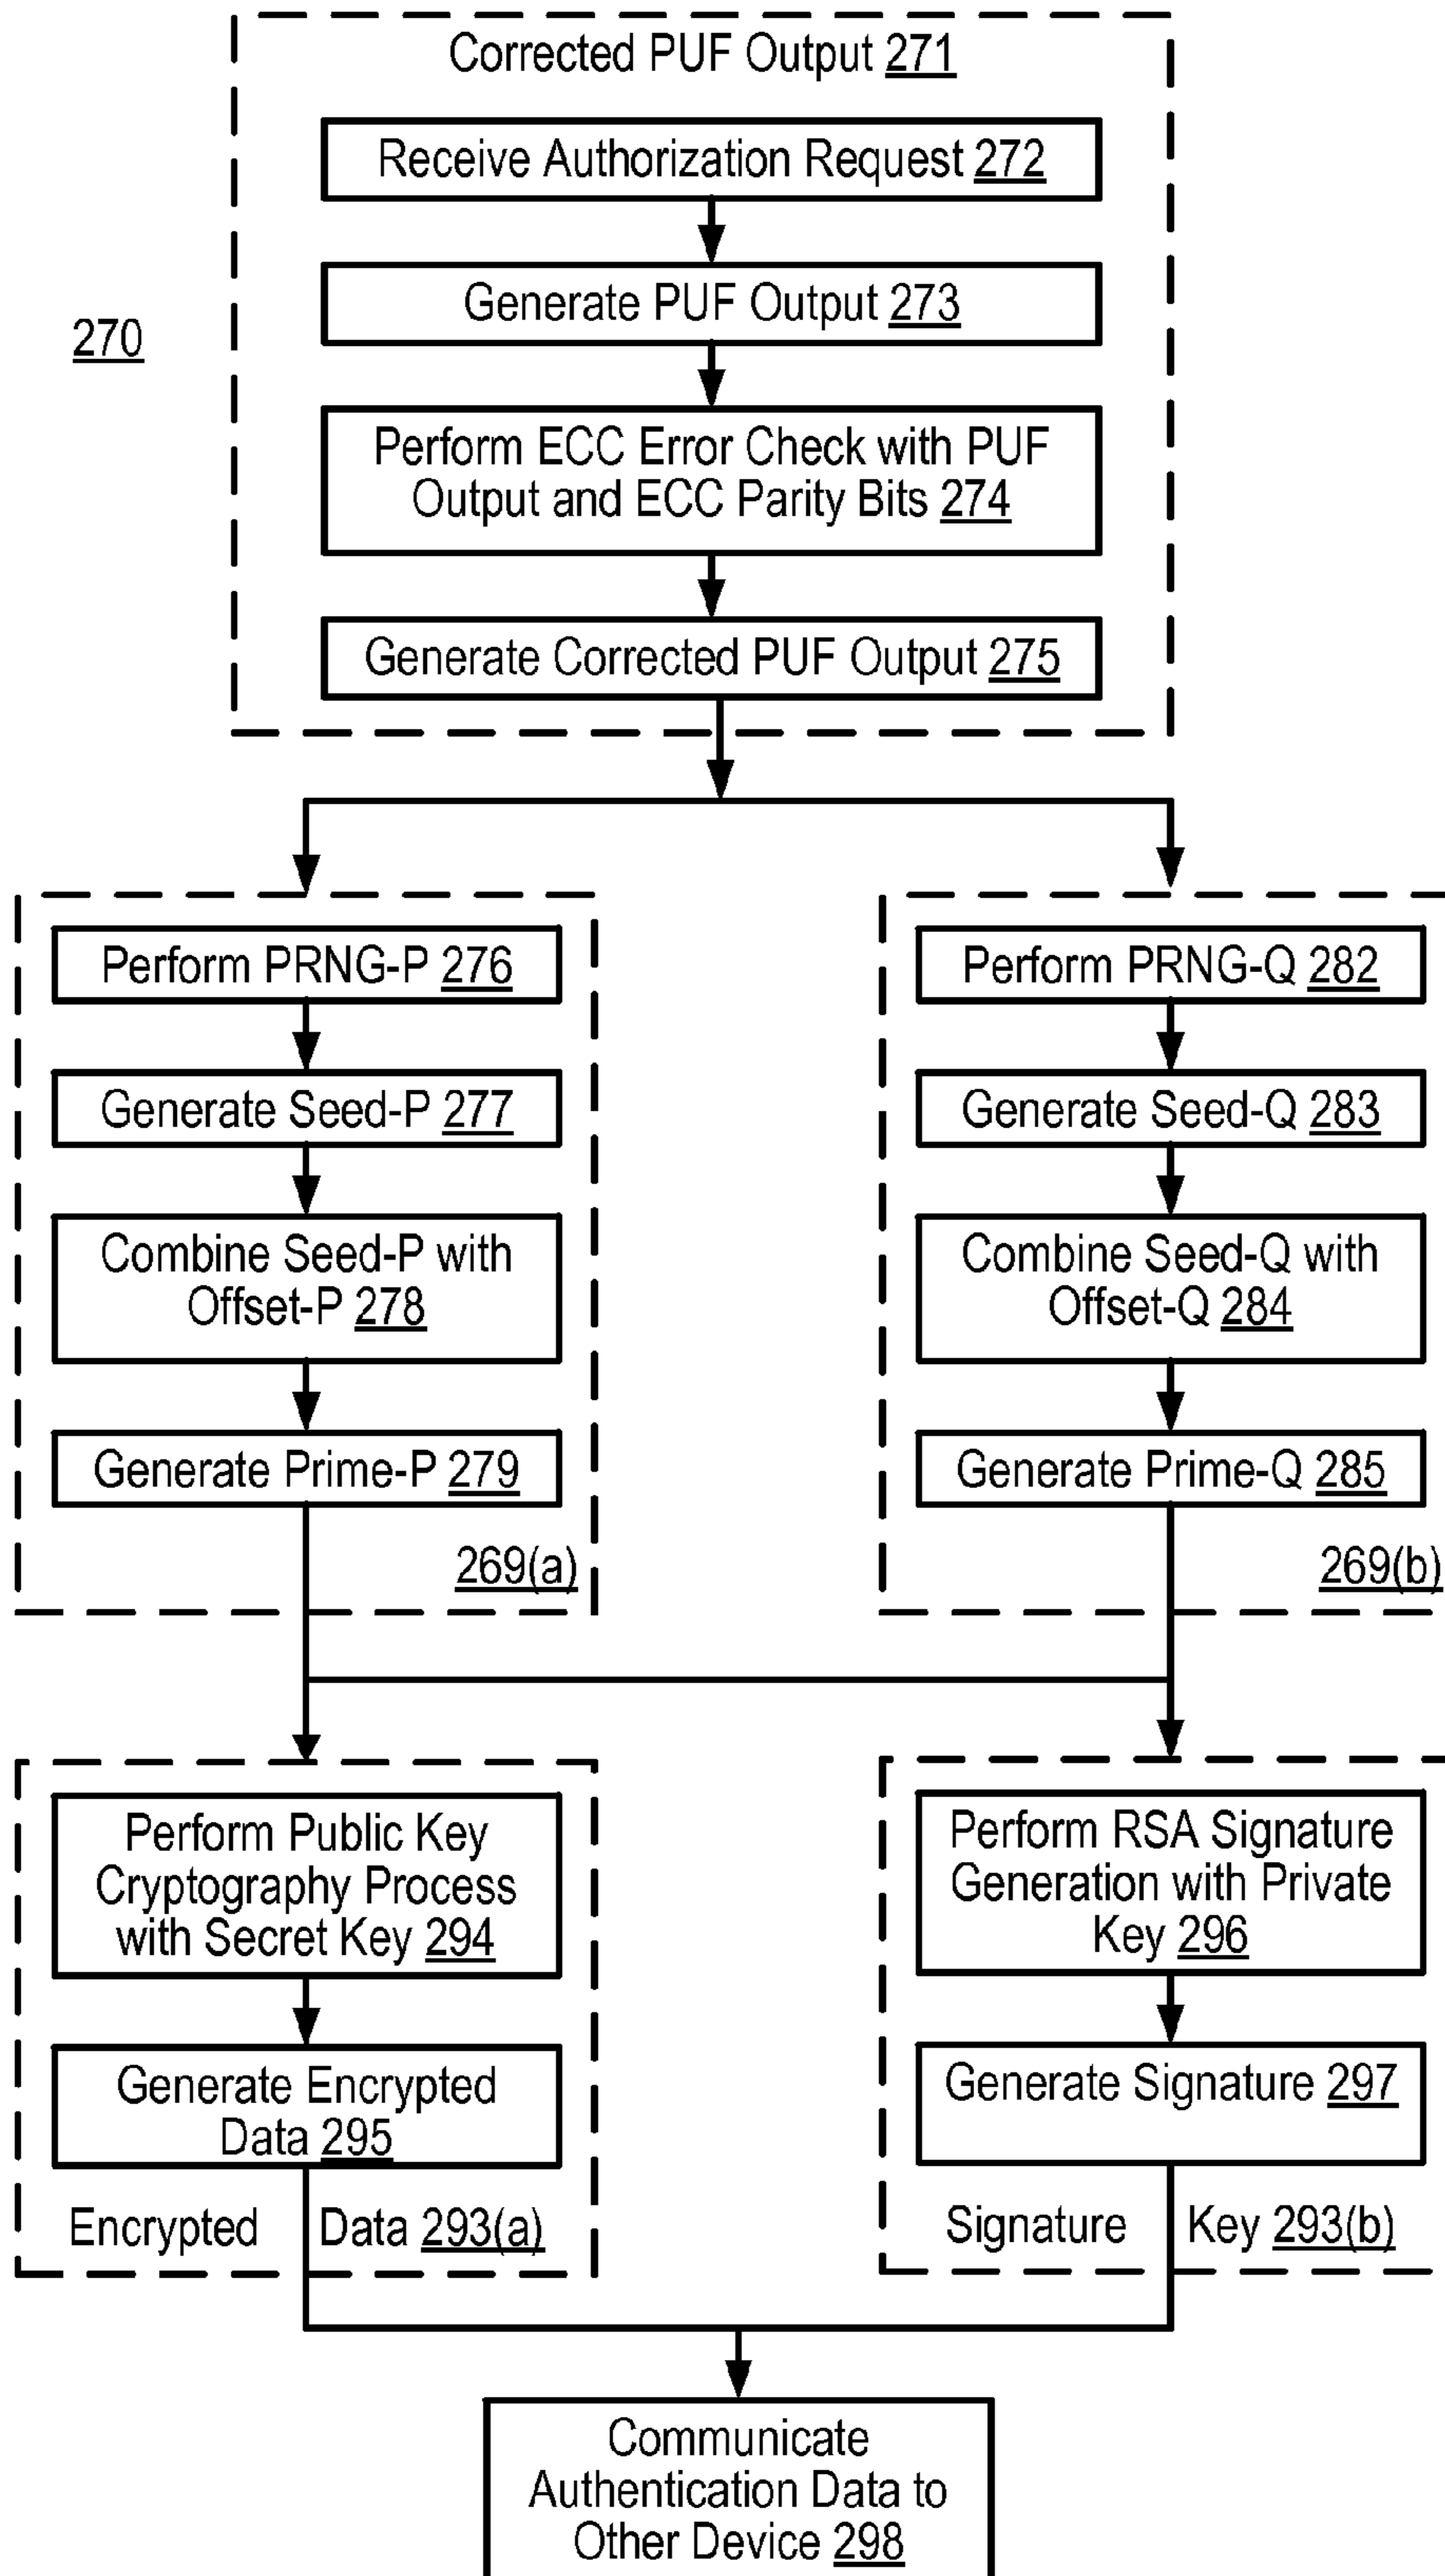 Corrected PUF Output 271
Receive Authorization Request 272
Generate PUF Output 273
270
Perform ECC Error Check with PUF
Output and ECC Parity Bits 274
Generate Corrected PUF Output 275
Perform PRNG-P 276
Generate Seed-P 277
Combine Seed-P with
Offset-P 278
Generate Prime-P 279
269(a)
Perform PRNG-Q 282
Generate Seed-Q 283
Combine Seed-Q with
Offset-Q 284
Generate Prime-Q 285
269(b)
Perform Public Key
Cryptography Process
with Secret Key 294
Generate Encrypted
Data 295
Encrypted Data 293(a)
Perform RSA Signature
Generation with Private
Key 296
Generate Signature 297
Signature Key 293(b)
Communicate
Authentication Data to
Other Device 298